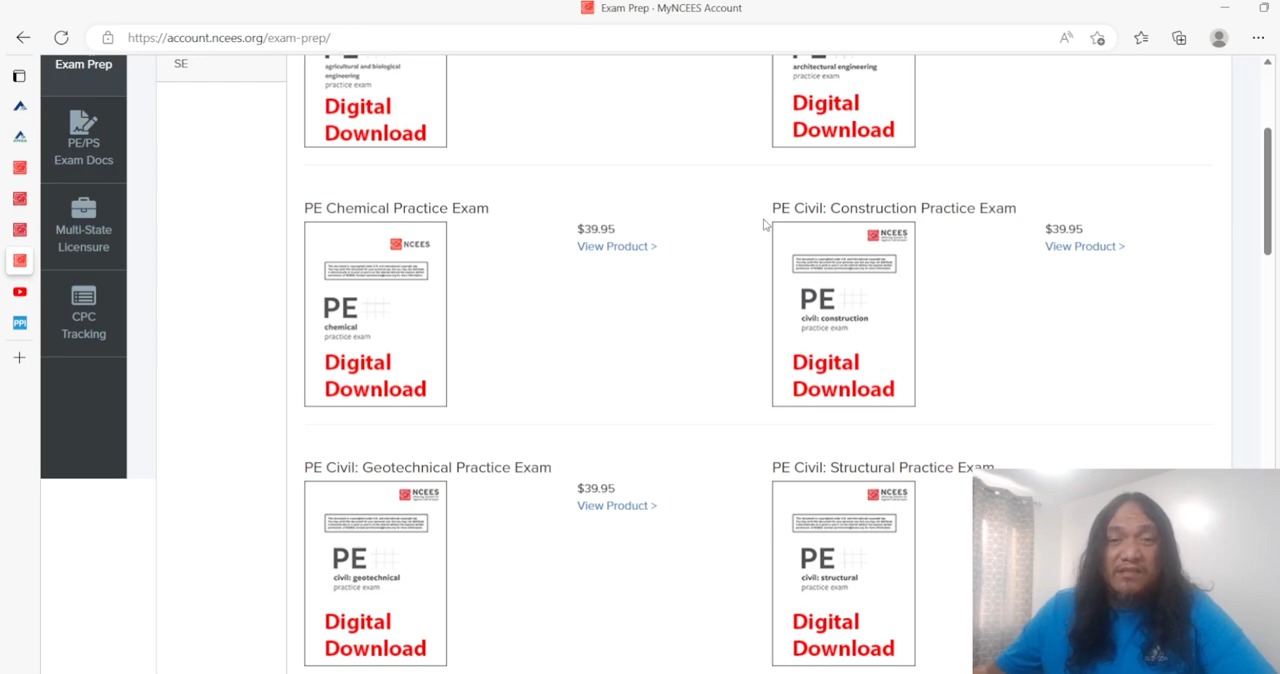 Exam Prep - MyNCEES Account
https://account.ncees.org/exam-prep/
Exam Prep
SE
PE/PS
Exam Docs
Multi-State
Licensure
CPC
Tracking
PPI
agricultural and biological
engineering
practice exam
Digital
Download
architectural engineering
practice exam
Digital
Download
PE Chemical Practice Exam
NCEES
PE
chemical
practice exam
Digital
Download
$39.95
View Product >
PE Civil: Construction Practice Exam
NCEES
PE
civil: construction
practice exam
Digital
Download
$39.95
View Product >
PE Civil: Geotechnical Practice Exam
NCEES
PE
civil: geotechnical
practice exam
Digital
Download
$39.95
View Product >
PE Civil: Structural Practice Exam
NCEES
PE
civil: structural
practice exam
Digital
Download